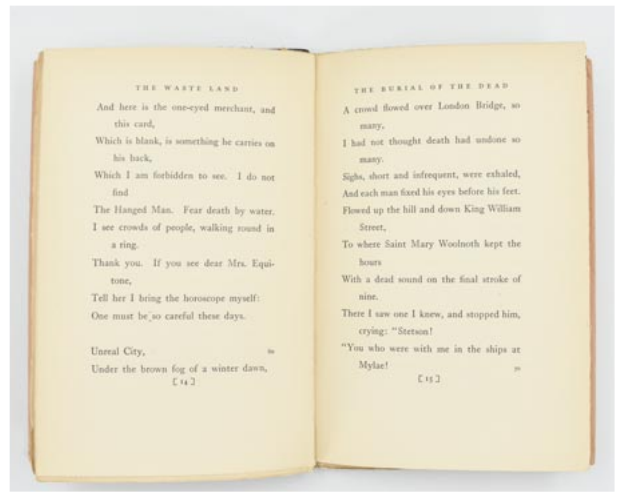 THE WASTE LAND
And here is the one-eyed merchant, and
this card,
Which is blank, is something he carries on
his back,
Which I am forbidden to see. I do not
find
The Hanged Man. Fear death by water.
I see crowds of people, walking round in
a ring.
Thank you. If you see dear Mrs. Equi-
tone,
Tell her I bring the horoscope myself:
One must be so careful these days.
Unreal City, 60
Under the brown fog of a winter dawn,
[ 14 ]
THE BURIAL OF THE DEAD
A crowd flowed over London Bridge, so
many,
I had not thought death had undone so
many.
Sighs, short and infrequent, were exhaled,
And each man fixed his eyes before his feet.
Flowed up the hill and down King William
Street,
To where Saint Mary Woolnoth kept the
hours
With a dead sound on the final stroke of
nine.
There I saw one I knew, and stopped him,
crying: "Stetson!
"You who were with me in the ships at
Mylae! 70
[ 15 ]